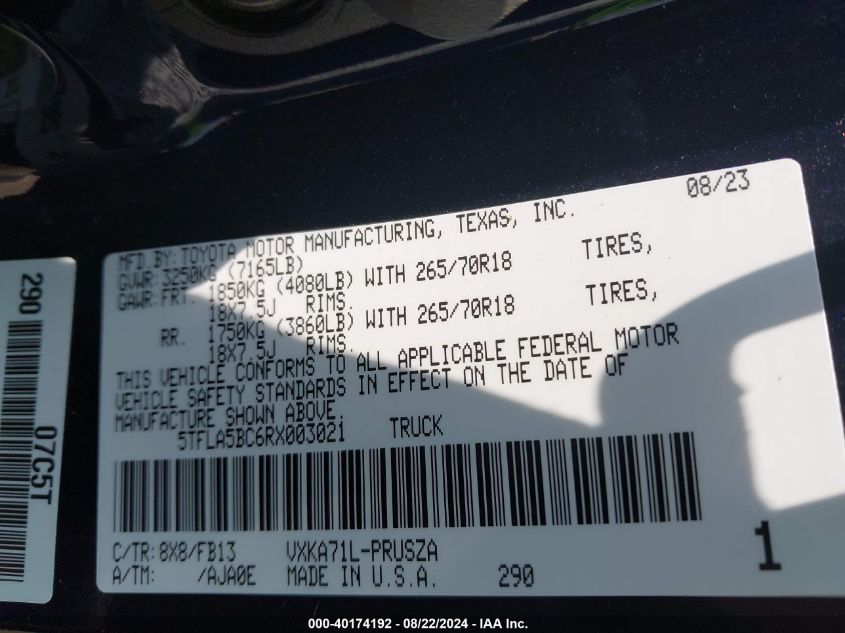 08/23
MFD BY: TOYOTA MOTOR MANUFACTURING, TEXAS, INC.
GVWR: 3250KG (7165LB)
GAWR: FRT. 1850KG (4080LB) WITH 265/70R18 TIRES,
18X7.5J RIMS.
RR. 1750KG (3860LB) WITH 265/70R18 TIRES,
18X7.5J RIMS.
THIS VEHICLE CONFORMS TO ALL APPLICABLE FEDERAL MOTOR
VEHICLE SAFETY STANDARDS IN EFFECT ON THE DATE OF
MANUFACTURE SHOWN ABOVE.
5TFLA5BC6RX003021 TRUCK
C/TR: 8X8/FB13 VXKA71L-PRUSZA
A/TM: /AJA0E MADE IN U.S.A. 290
1
290
07C5T
000-40174192 - 08/22/2024 - © IAA Inc.